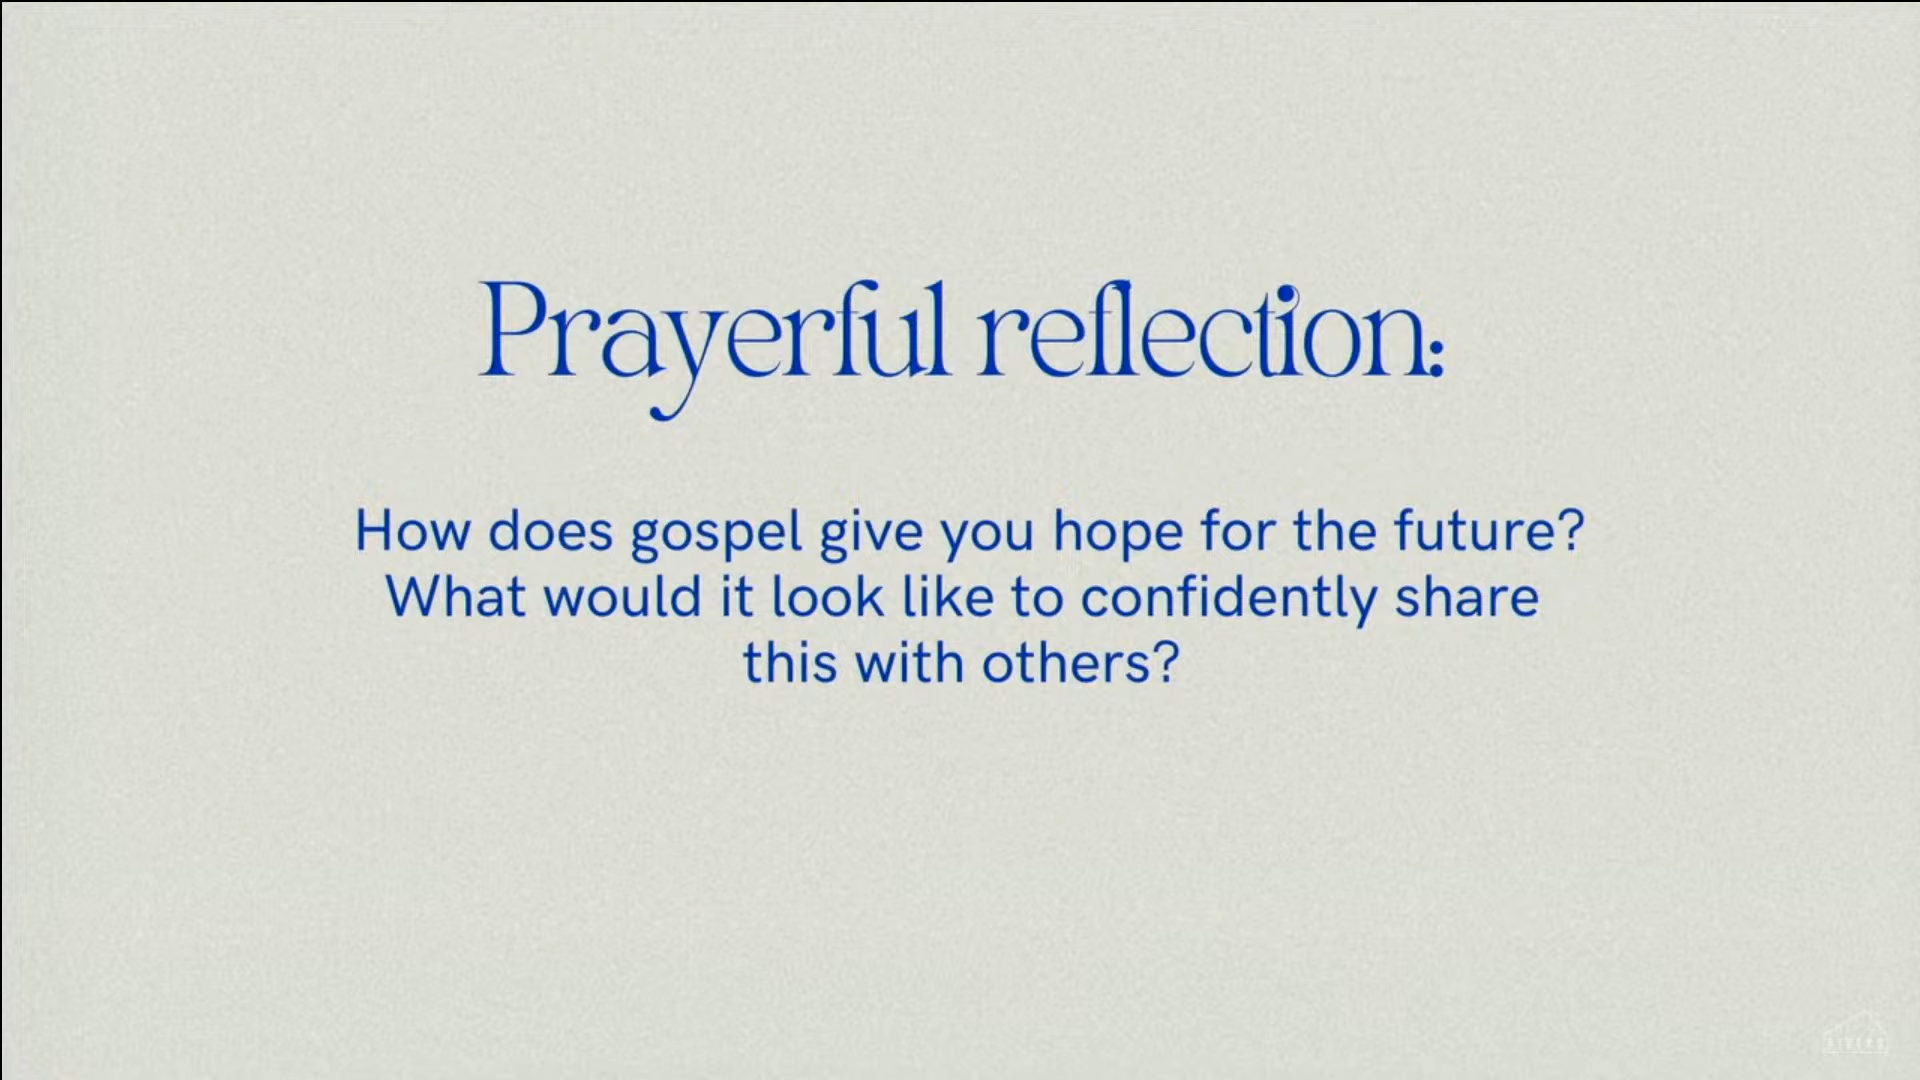 Prayerful reflection:
How does gospel give you hope for the future?
What would it look like to confidently share
this with others?
RIVERS